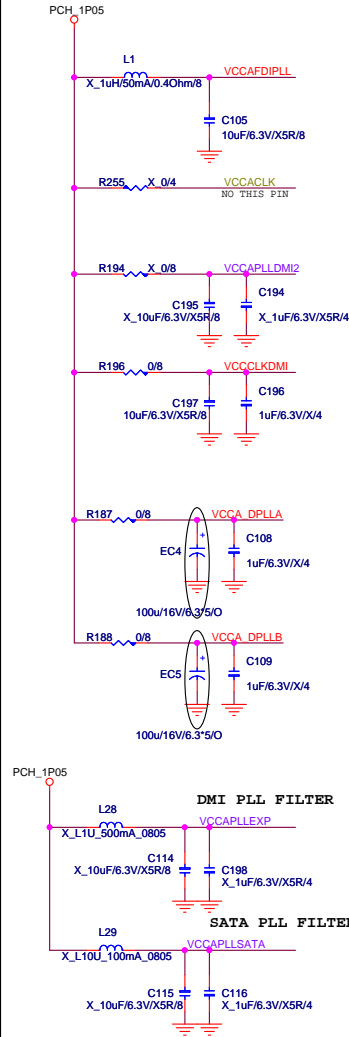 PCH_1P05
L1
X_1uH/50mA/0.4Ohm/8
VCCAFDIPLL
C105
10uF/6.3V/X5R/8
R255 X_0/4 VCCACLK
NO THIS PIN
R194 X_0/8 VCCAPLLDMI2
C195
X_10uF/6.3V/X5R/8
C194
X_1uF/6.3V/X5R/4
R196 0/8 VCCCLKDMI
C197
10uF/6.3V/X5R/8
C196
1uF/6.3V/X/4
R187 0/8 VCCA_DPLLA
EC4
+
100u/16V/6.3*5/O
C108
1uF/6.3V/X/4
R188 0/8 VCCA_DPLLB
EC5
+
100u/16V/6.3*5/O
C109
1uF/6.3V/X/4
PCH_1P05
L28
X_L1U_500mA_0805
DMI PLL FILTER
VCCAPLLEXP
C114
X_10uF/6.3V/X5R/8
C198
X_1uF/6.3V/X5R/4
SATA PLL FILTER
L29
X_L10U_100mA_0805
VCCAPLLSATA
C115
X_10uF/6.3V/X5R/8
C116
X_1uF/6.3V/X5R/4